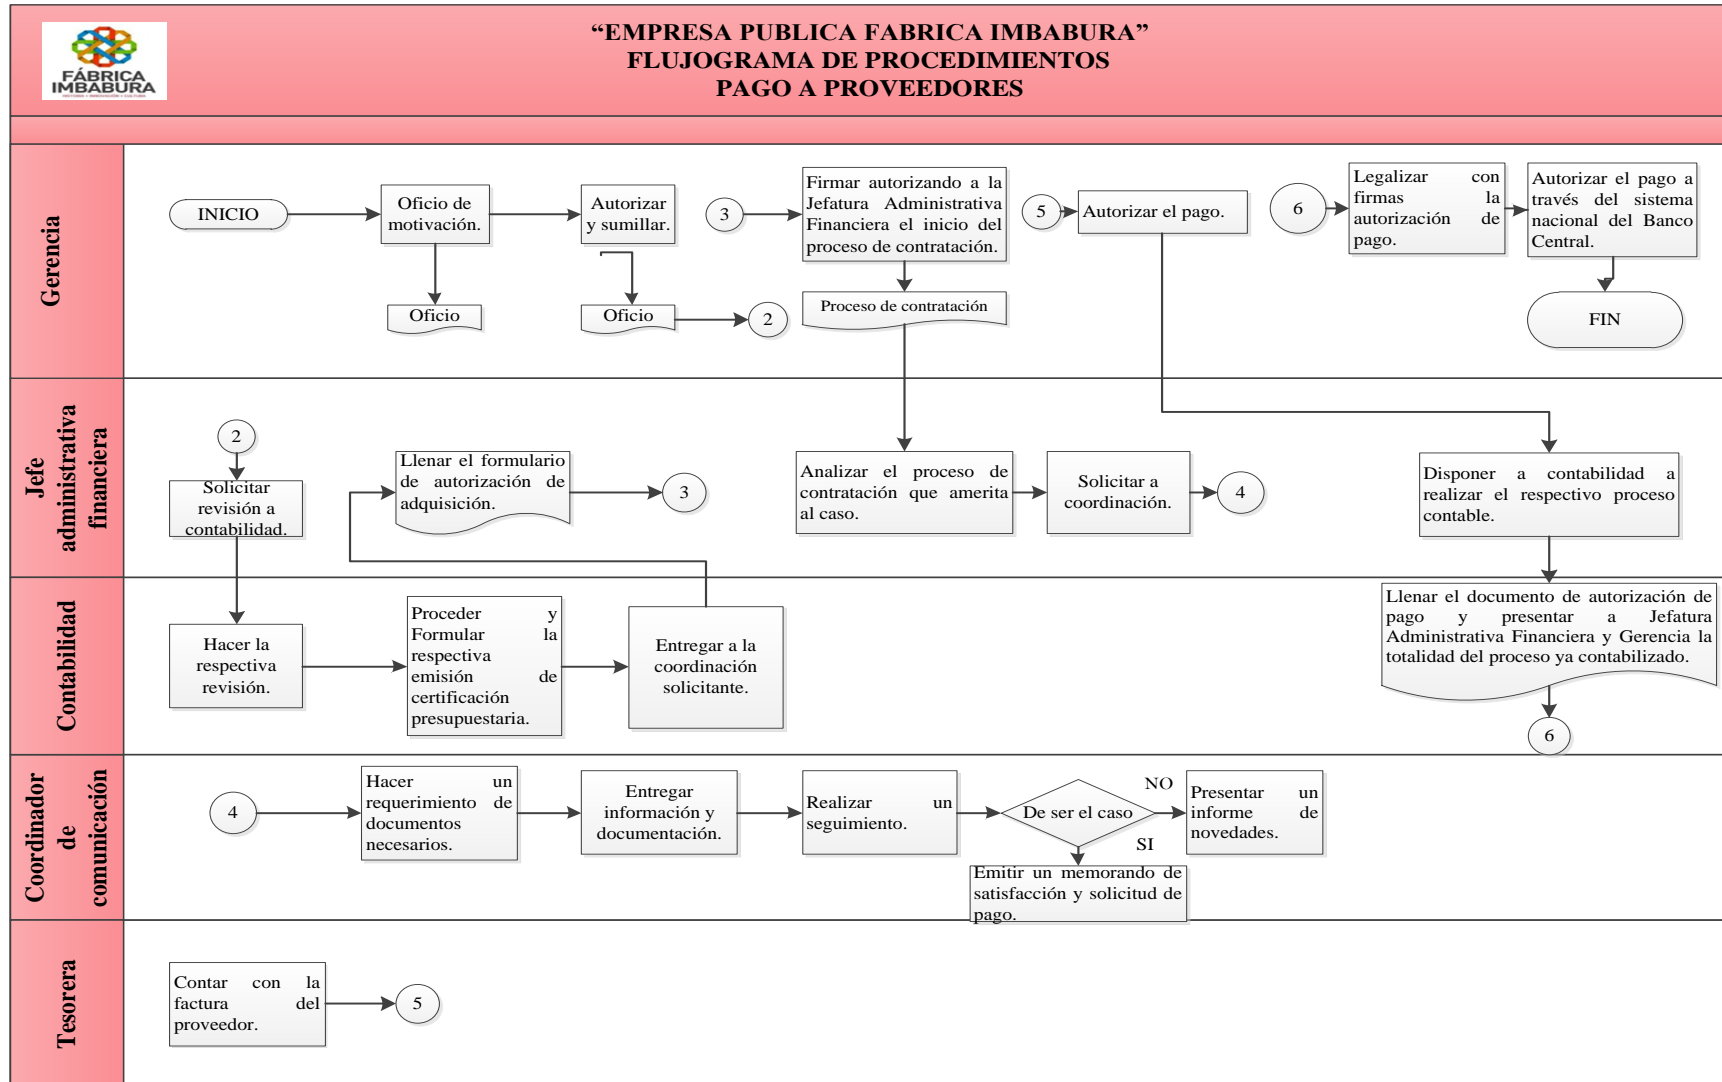 “EMPRESA PUBLICA FABRICA IMBABURA”
FLUJOGRAMA DE PROCEDIMIENTOS
PAGO A PROVEEDORES
FÁBRICA
IMBABURA
Gerencia
INICIO
Oficio de
motivación.
Oficio
Autorizar
y sumillar.
Oficio
2
3
Firmar autorizando a la
Jefatura Administrativa
Financiera el inicio del
proceso de contratación.
Proceso de contratación
5
Autorizar el pago.
6
Legalizar con
firmas la
autorización de
pago.
Autorizar el pago a
través del sistema
nacional del Banco
Central.
FIN
Jefe
administrativa
financiera
2
Solicitar
revisión a
contabilidad.
Llenar el formulario
de autorización de
adquisición.
3
Analizar el proceso de
contratación que amerita
al caso.
Solicitar a
coordinación.
4
Disponer a contabilidad a
realizar el respectivo proceso
contable.
Contabilidad
Hacer la
respectiva
revisión.
Proceder y
Formular la
respectiva
emisión de
certificación
presupuestaria.
Entregar a la
coordinación
solicitante.
Llenar el documento de autorización de
pago y presentar a Jefatura
Administrativa Financiera y Gerencia la
totalidad del proceso ya contabilizado.
6
Coordinador
de
comunicación
4
Hacer un
requerimiento de
documentos
necesarios.
Entregar
información y
documentación.
Realizar un
seguimiento.
De ser el caso
NO
Presentar un
informe de
novedades.
SI
Emitir un memorando de
satisfacción y solicitud de
pago.
Tesorera
Contar con la
factura del
proveedor.
5